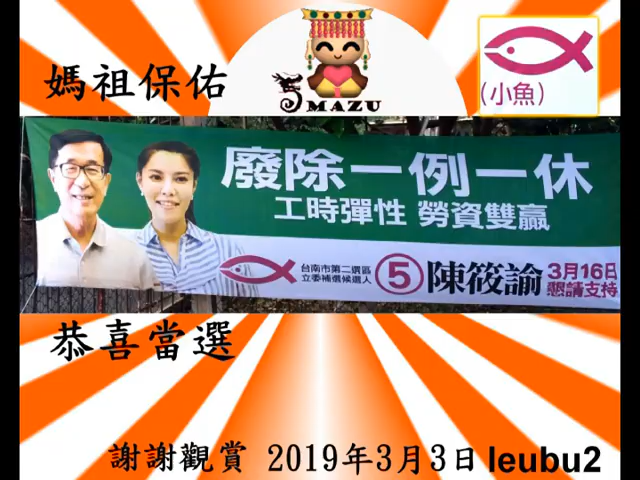 媽祖保佑
5
MAZU
(小魚)
廢除一例一休
工時彈性 勞資雙贏
台南市第二選區
立委補選候選人
5 陳筱諭
3月16日
懇請支持
恭喜當選
謝謝觀賞 2019年3月3日 leubu2